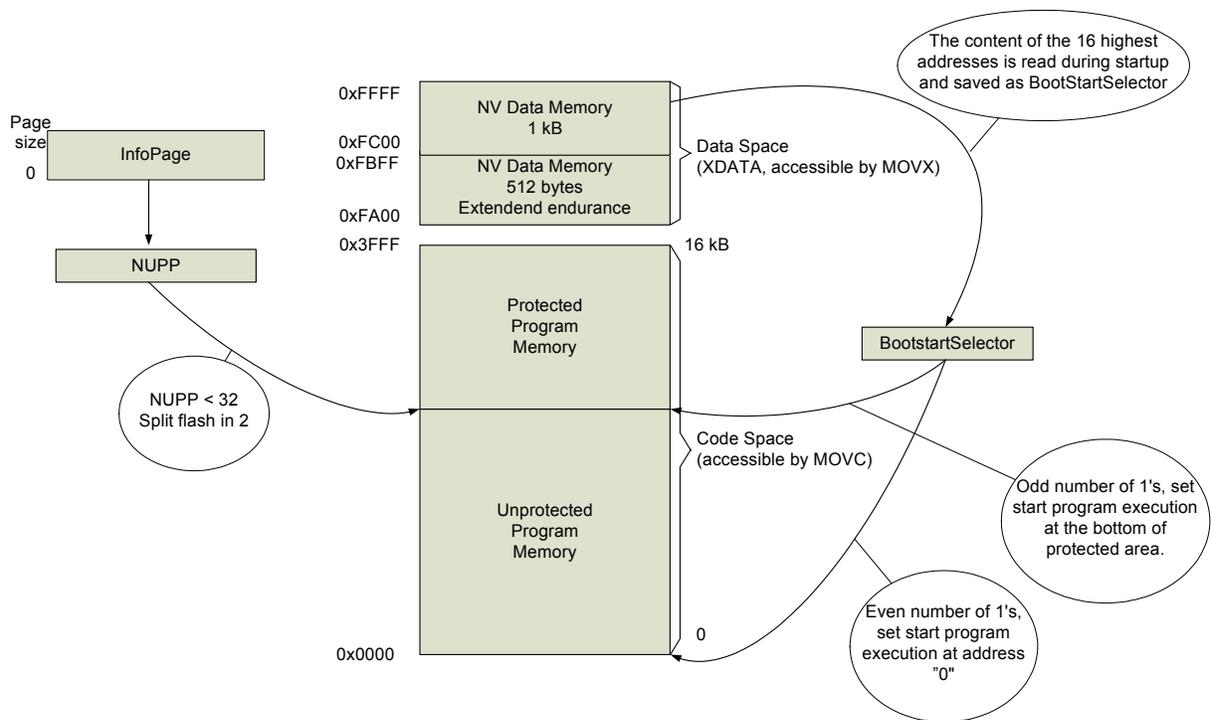 The content of the 16 highest
addresses is read during startup
and saved as BootStartSelector
Page
size
0
InfoPage
NUPP
NUPP < 32
Split flash in 2
0xFFFF
0xFC00
0xFBFF
0xFA00
0x3FFF
0x0000
NV Data Memory
1 kB
NV Data Memory
512 bytes
Extendend endurance
Data Space
(XDATA, accessible by MOVX)
16 kB
Protected
Program
Memory
Unprotected
Program
Memory
Code Space
(accessible by MOVC)
0
BootstartSelector
Odd number of 1's, set
start program execution
at the bottom of
protected area.
Even number of 1's,
set start program
execution at address
”0"